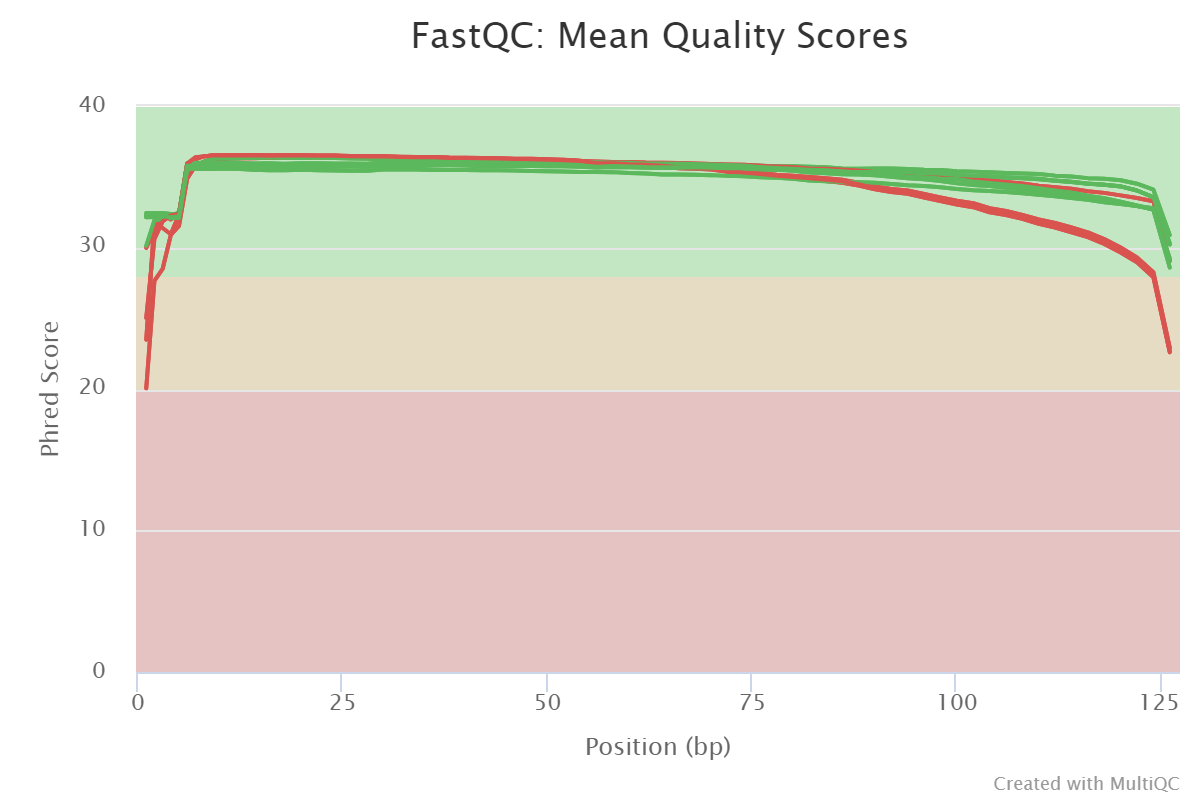 FastQC: Mean Quality Scores
40
30
20
10
0
Phred Score
0 25 50 75 100 125
Position (bp)
Created with MultiQC